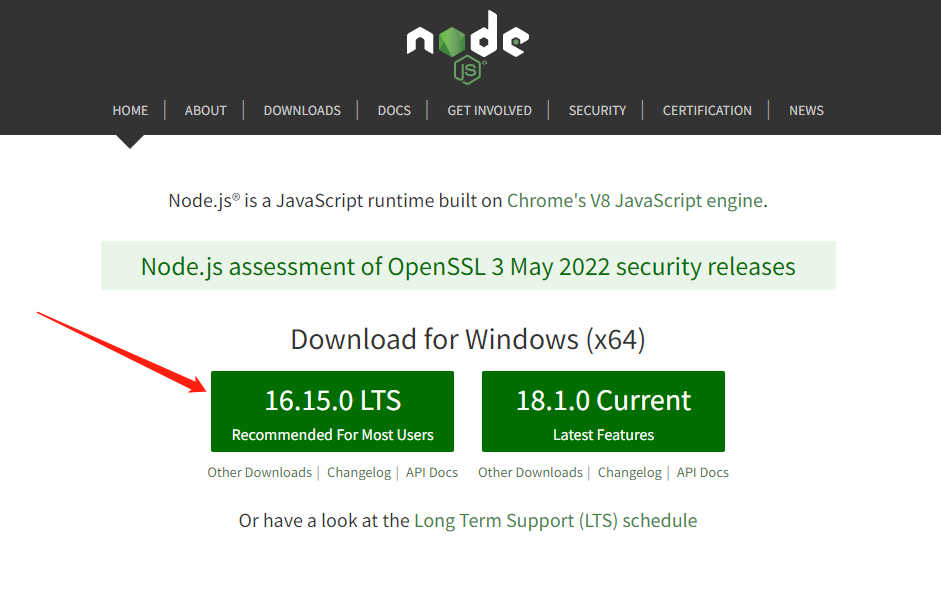 node
JS
HOME | ABOUT | DOWNLOADS | DOCS | GET INVOLVED | SECURITY | CERTIFICATION | NEWS
Node.js® is a JavaScript runtime built on Chrome's V8 JavaScript engine.
Node.js assessment of OpenSSL 3 May 2022 security releases
Download for Windows (x64)
16.15.0 LTS
Recommended For Most Users
Other Downloads | Changelog | API Docs
18.1.0 Current
Latest Features
Other Downloads | Changelog | API Docs
Or have a look at the Long Term Support (LTS) schedule